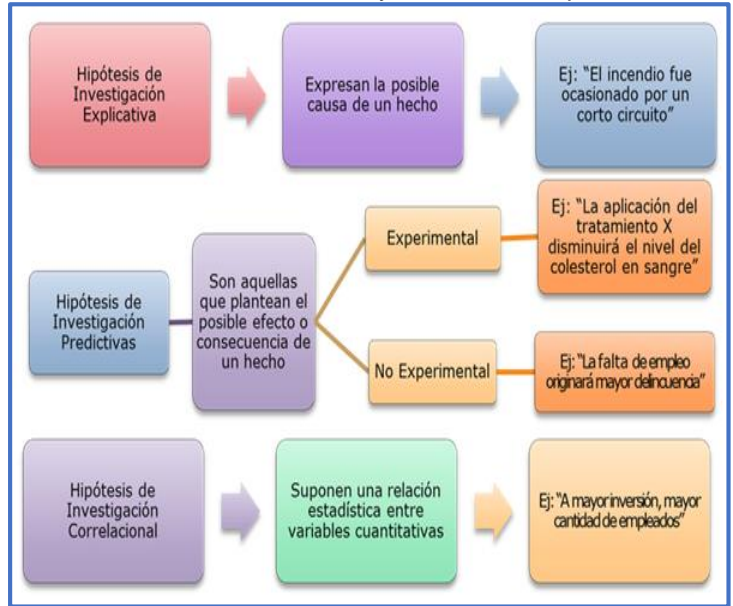 Hipótesis de
Investigación
Explicativa
Expresan la posible
causa de un hecho
Ej: "El incendio fue
ocasionado por un
corto circuito"
Hipótesis de
Investigación
Predictivas
Son aquellas
que plantean el
posible efecto o
consecuencia de
un hecho
Experimental
Ej: "La aplicación del
tratamiento X
disminuirá el nivel del
colesterol en sangre"
No Experimental
Ej: "La falta de empleo
originará mayor delincuencia"
Hipótesis de
Investigación
Correlacional
Suponen una relación
estadística entre
variables cuantitativas
Ej: "A mayor inversión, mayor
cantidad de empleados"